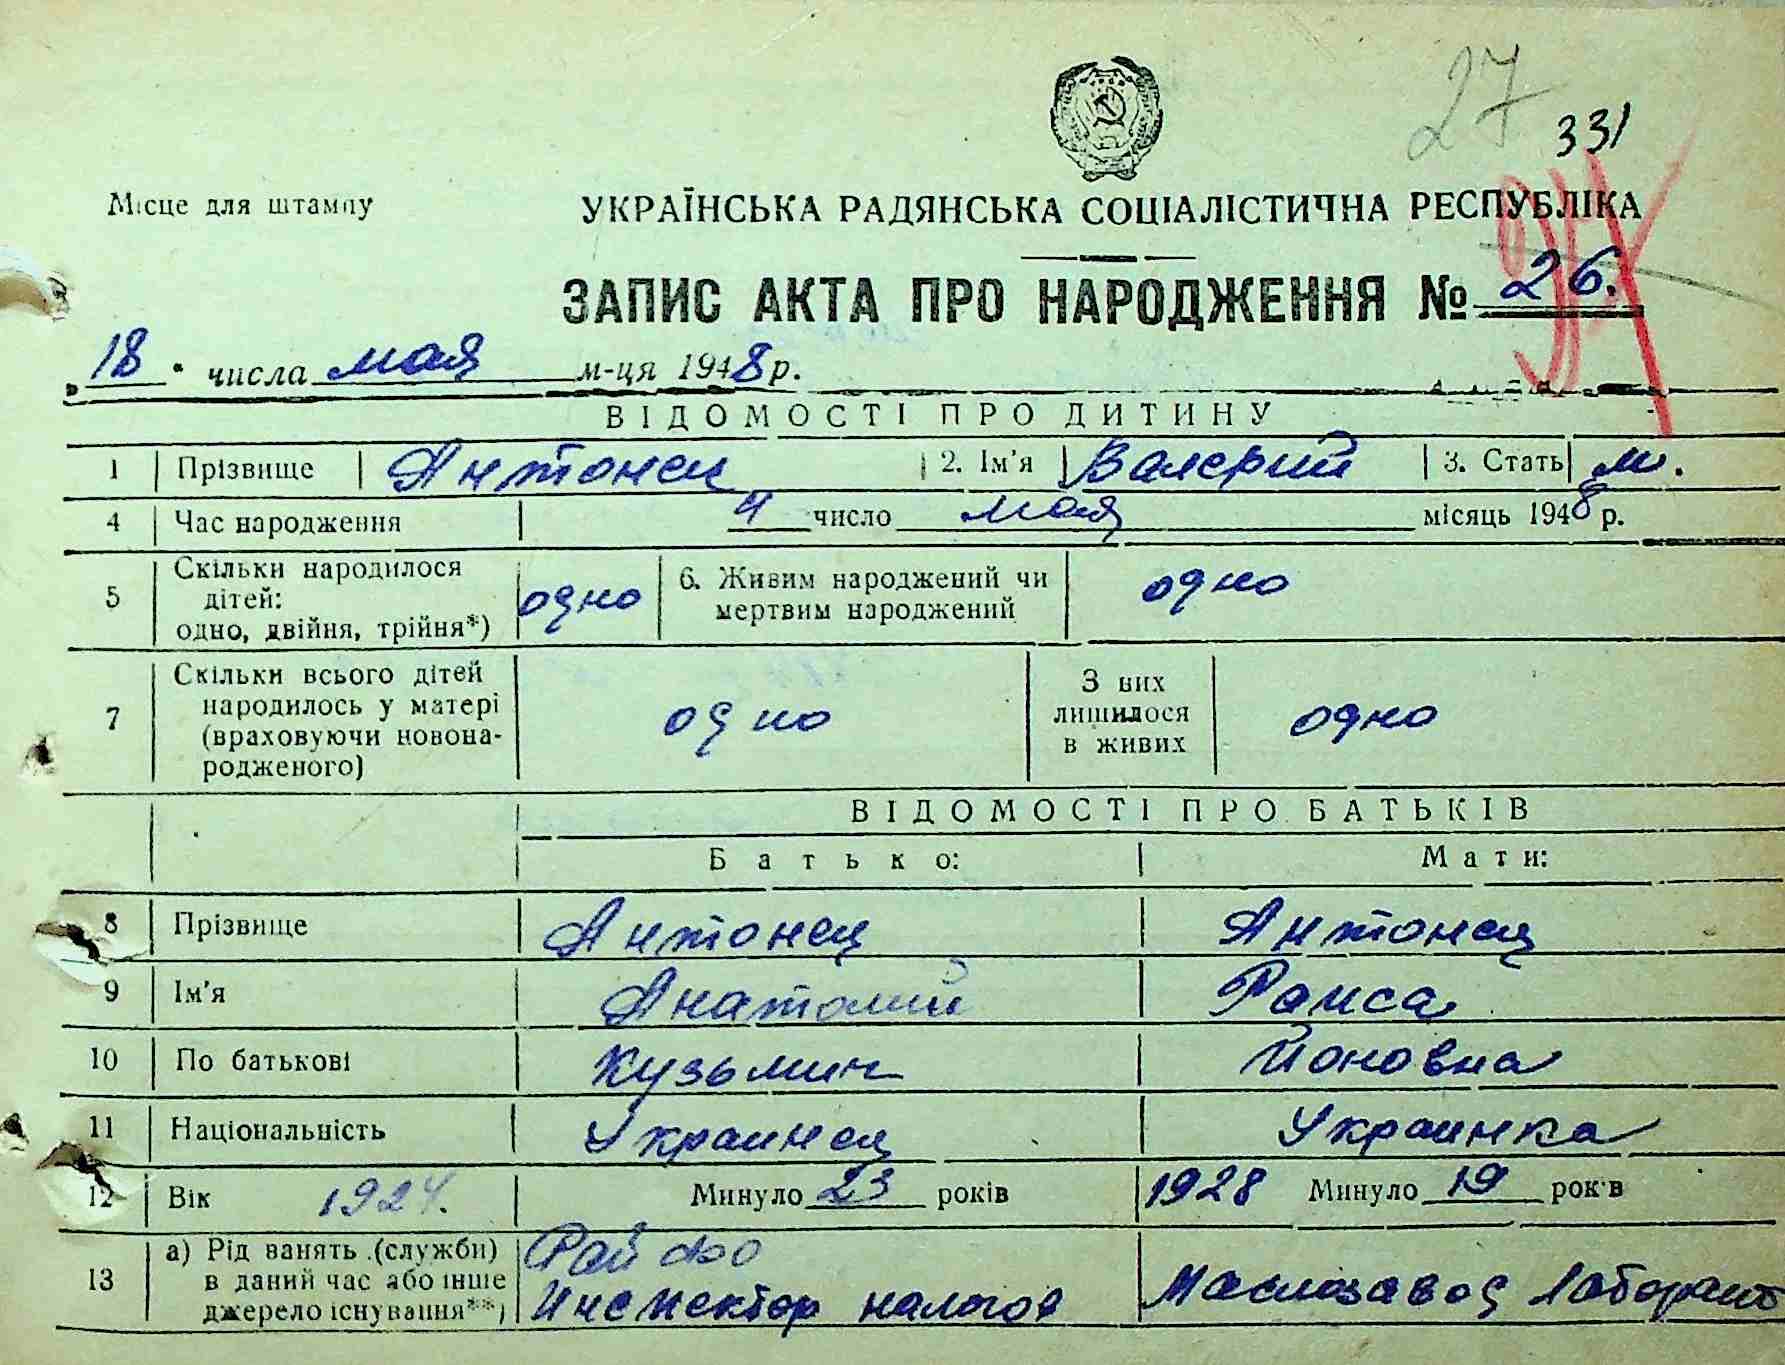 27
331
Місце для штампу
УКРАЇНСЬКА РАДЯНСЬКА СОЦІАЛІСТИЧНА РЕСПУБЛІКА
ЗАПИС АКТА ПРО НАРОДЖЕННЯ № 26.
„18" числа мая м-ця 1948 р.
ВІДОМОСТІ ПРО ДИТИНУ
1 Прізвище Антонец 2. Ім'я Валерий 3. Стать м.
4 Час народження 4 число мая місяць 1948 р.
5 Скільки народилося дітей: одно, двійня, трійня*) одно 6. Живим народжений чи мертвим народжений одно
7 Скільки всього дітей народилось у матері (враховуючи новонародженого) одно З них лишилося в живих одно
ВІДОМОСТІ ПРО БАТЬКІВ
Батько: Мати:
8 Прізвище Антонец Антонец
9 Ім'я Анатолий Раиса
10 По батькові Кузьмич Йоновна
11 Національність Украинец Украинка
12 Вік 1924. Минуло 23 років 1928 Минуло 19 рок в
13 а) Рід занять (служби) в даний час або інше джерело існування**) Рай фо Инспектор налогов Маслозавод Лаборант